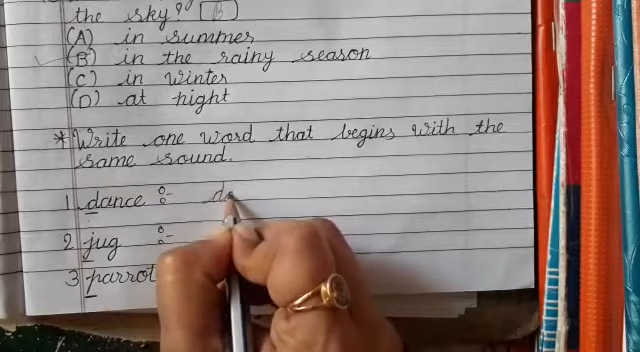 the sky? [B]
(A) in summer
(B) in the rainy season
(C) in winter
(D) at night
* Write one word that begins with the
same sound.
1 dance :- do
2 jug :-
3 parrot